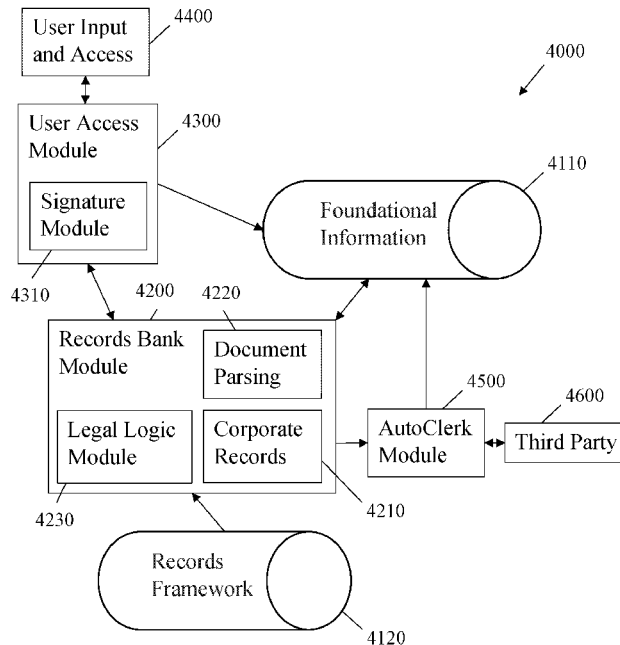 User Input
and Access
4400
4000
User Access
Module
4300
Signature
Module
4310
4110
Foundational
Information
4200
4220
Records Bank
Module
Document
Parsing
4500
4600
Legal Logic
Module
Corporate
Records
AutoClerk
Module
Third Party
4230
4210
Records
Framework
4120